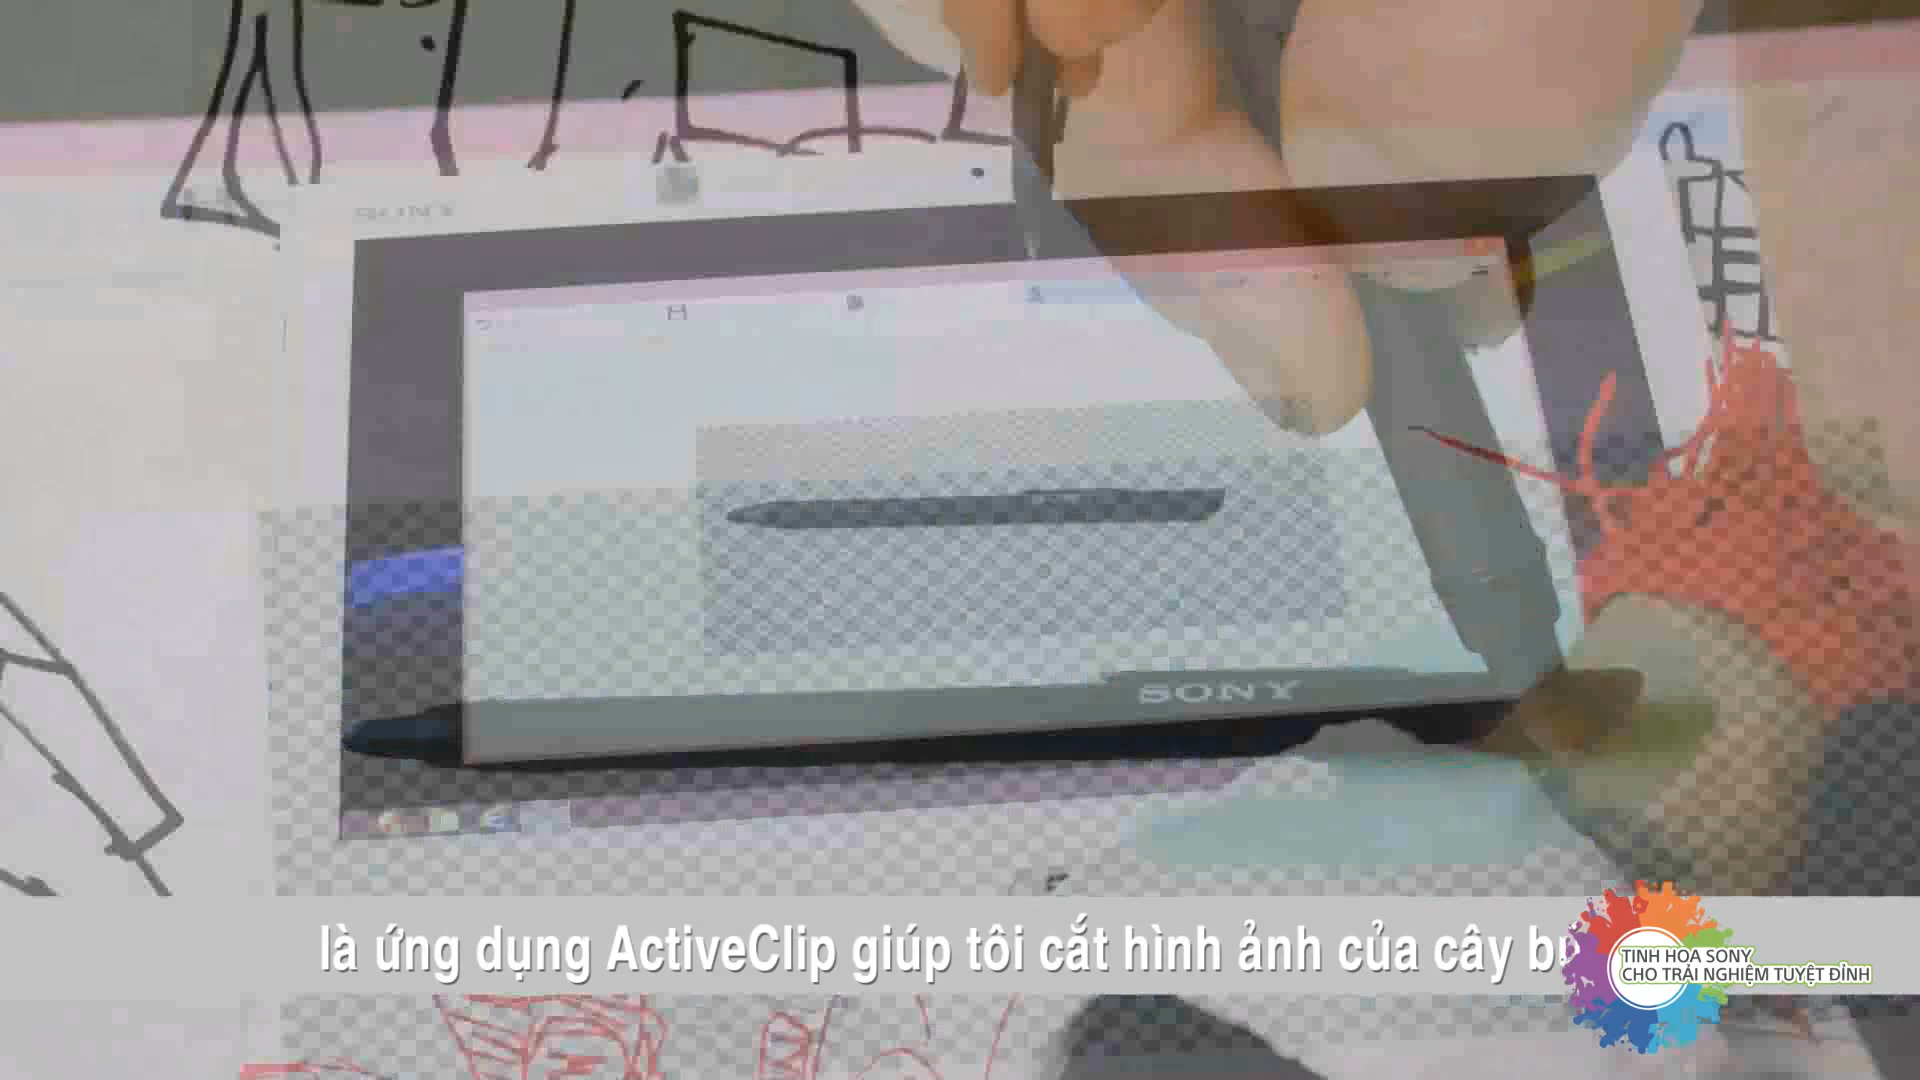 SONY
SONY
là ứng dụng ActiveClip giúp tôi cắt hình ảnh của cây
TINH HOA SONY
CHO TRẢI NGHIỆM TUYỆT ĐỈNH